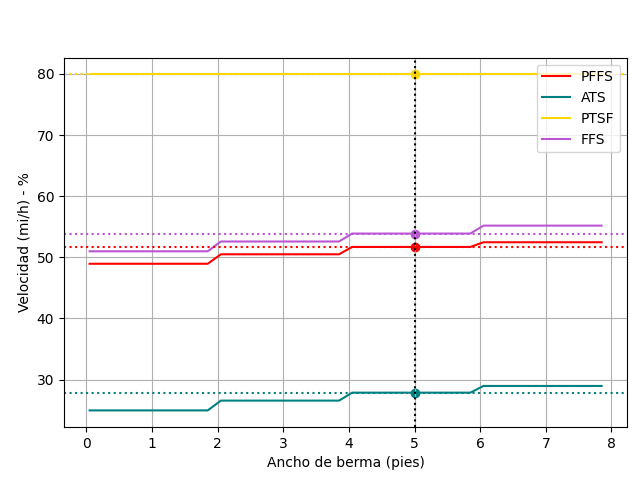 80
70
60
50
40
30
Velocidad (mi/h) - %
PFFS
ATS
PTSF
FFS
0 1 2 3 4 5 6 7 8
Ancho de berma (pies)